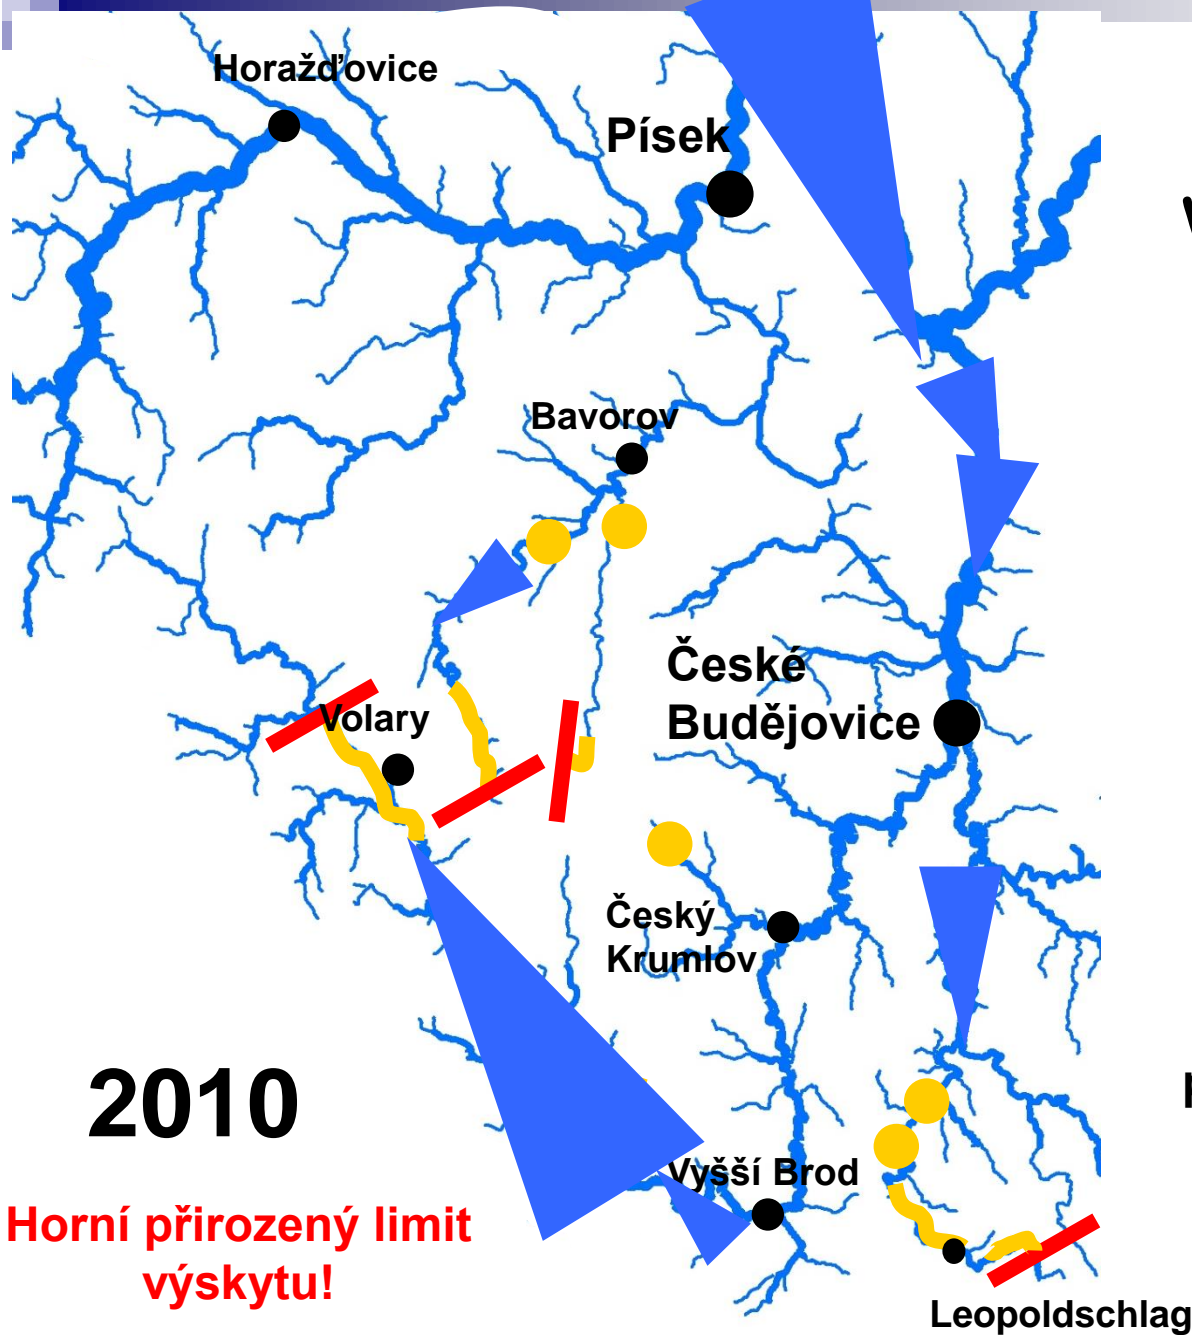 Horažďovice
Písek
Bavorov
České
Budějovice
Volary
Český
Krumlov
2010
Vyšší Brod
Horní přirozený limit
výskytu!
Leopoldschlag